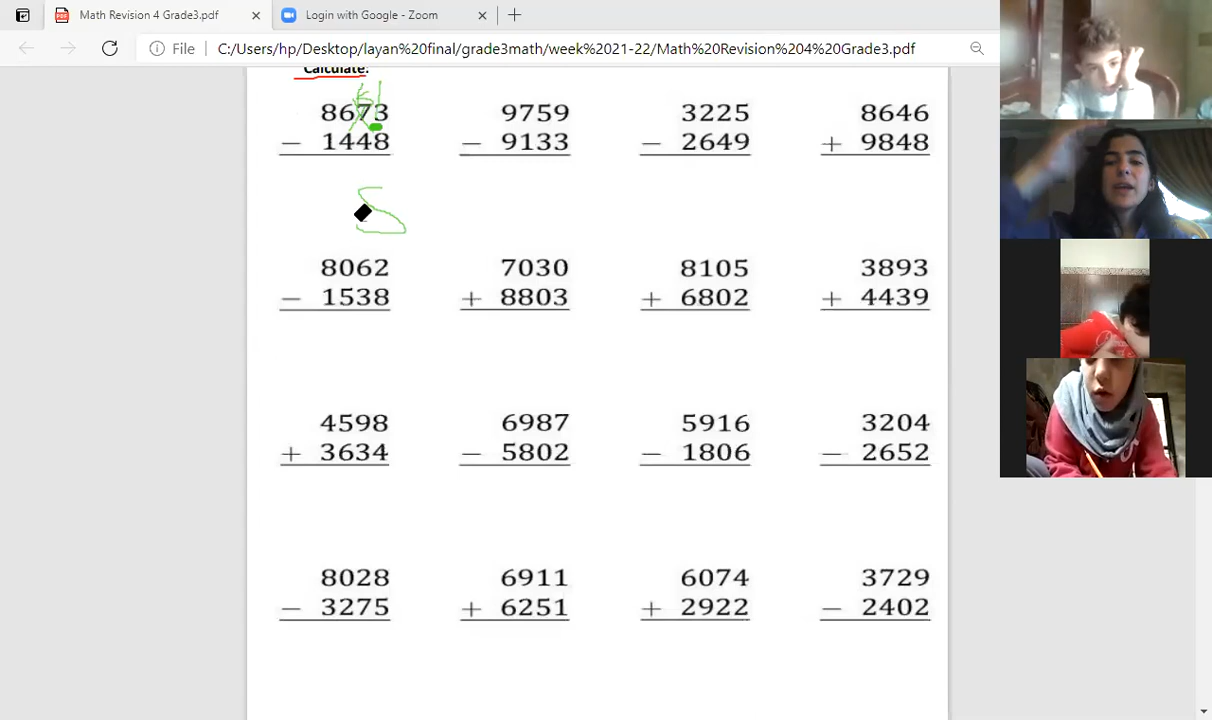 Math Revision 4 Grade3.pdf
Login with Google - Zoom
File C:/Users/hp/Desktop/layan%20final/grade3math/week%2021-22/Math%20Revision%204%20Grade3.pdf
Calculate:
8673 9759 3225 8646
- 1448 - 9133 - 2649 + 9848
5
8062 7030 8105 3893
- 1538 + 8803 + 6802 + 4439
4598 6987 5916 3204
+ 3634 - 5802 - 1806 - 2652
8028 6911 6074 3729
- 3275 + 6251 + 2922 - 2402